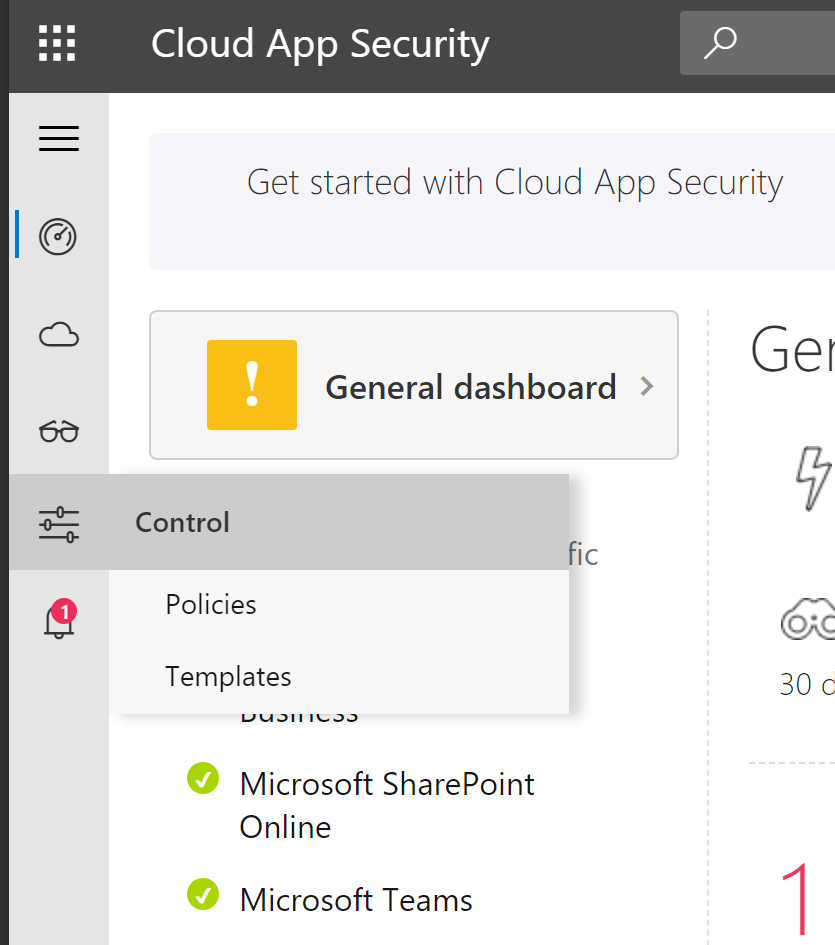 Cloud App Security
Get started with Cloud App Security
General dashboard
Ger
Control
fic
Policies
1
Templates
30 d
Business
Microsoft SharePoint
Online
Microsoft Teams
1